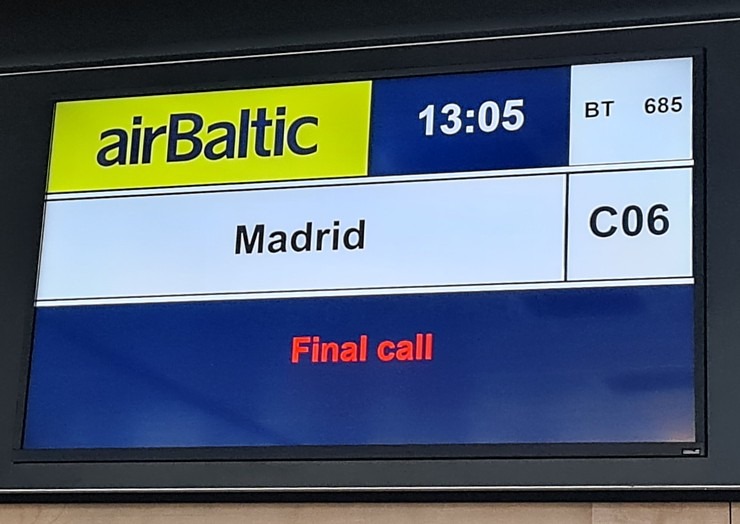 airBaltic 13:05 BT 685
Madrid C06
Final call